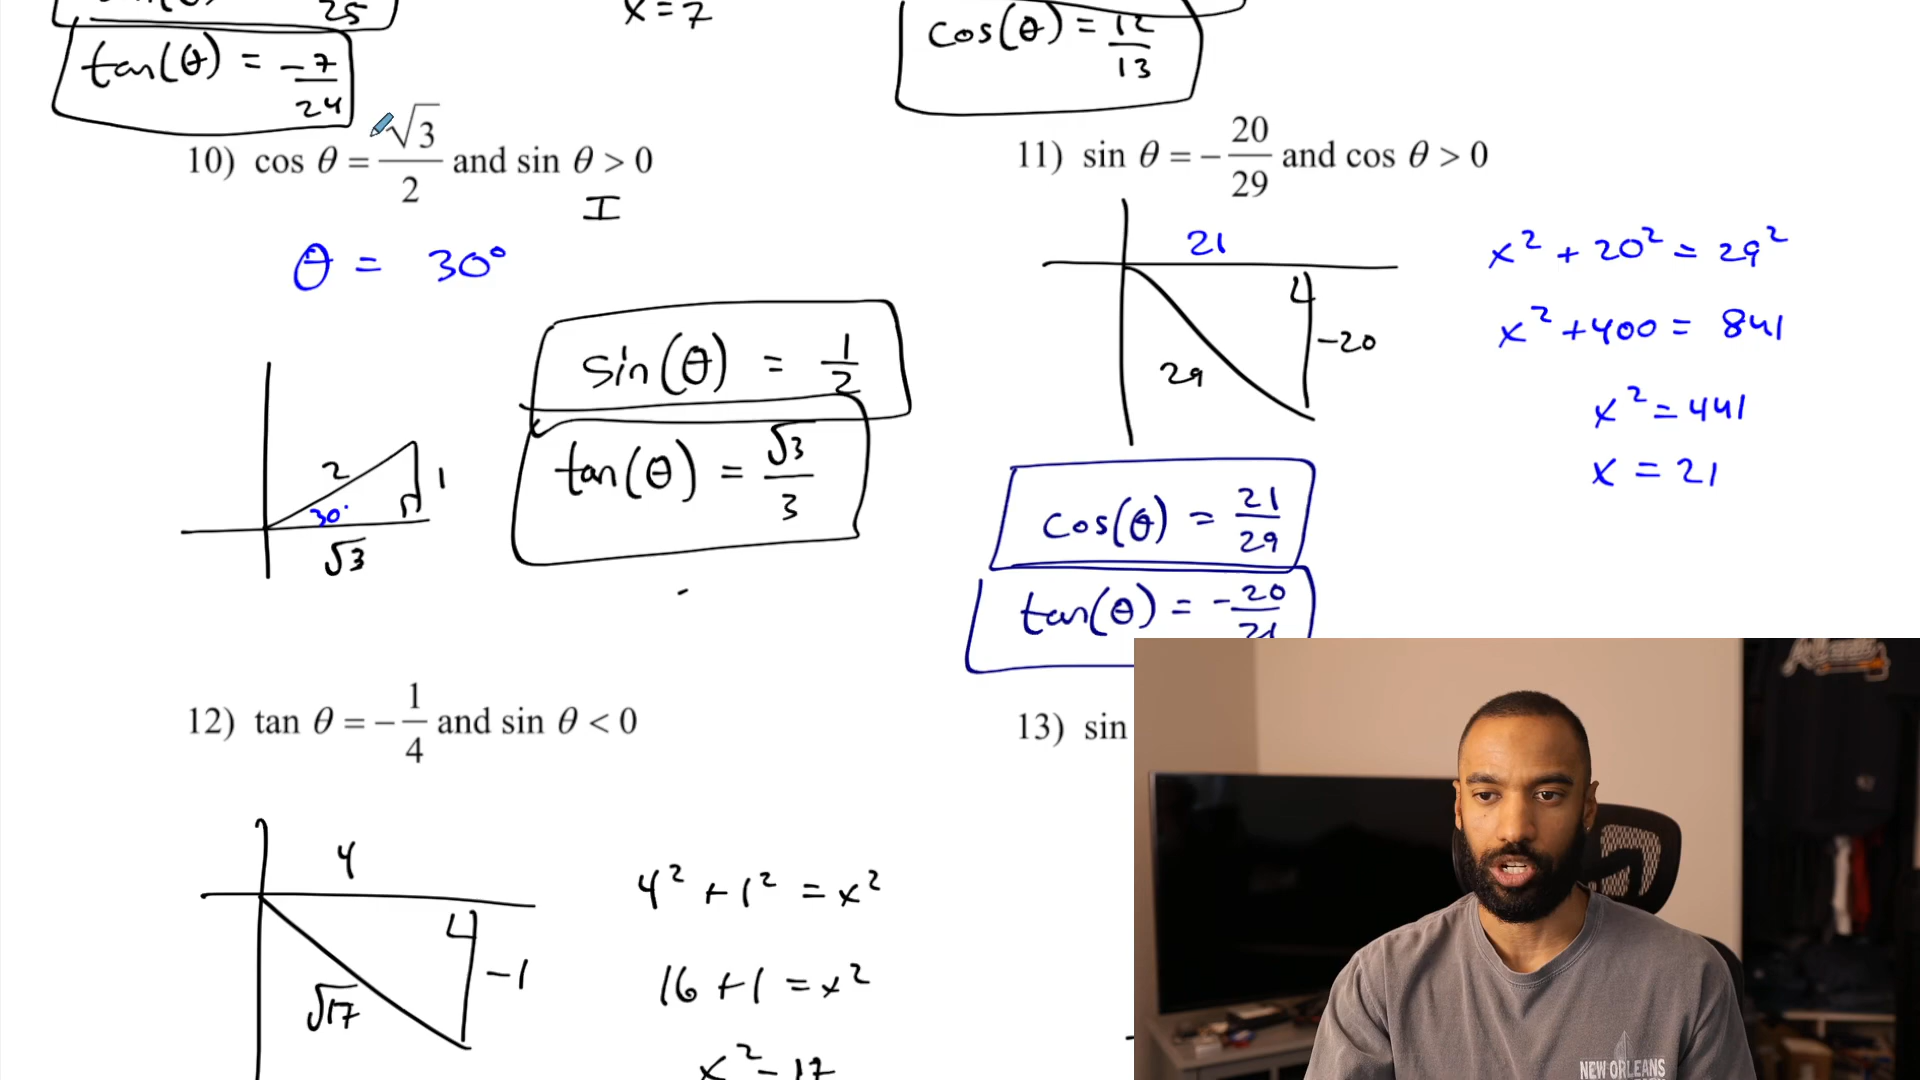 25
tan(θ) = -7/24
x = 7
cos(θ) = 12/13
10) cos θ = √3/2 and sin θ > 0
I
θ = 30°
2
1
30°
√3
sin(θ) = 1/2
tan(θ) = √3/3
11) sin θ = -20/29 and cos θ > 0
21
-20
29
x² + 20² = 29²
x² + 400 = 841
x² = 441
x = 21
cos(θ) = 21/29
tan(θ) = -20/21
12) tan θ = -1/4 and sin θ < 0
4
-1
√17
4² + 1² = x²
16 + 1 = x²
x² = 17
13) sin
NEW ORLEANS